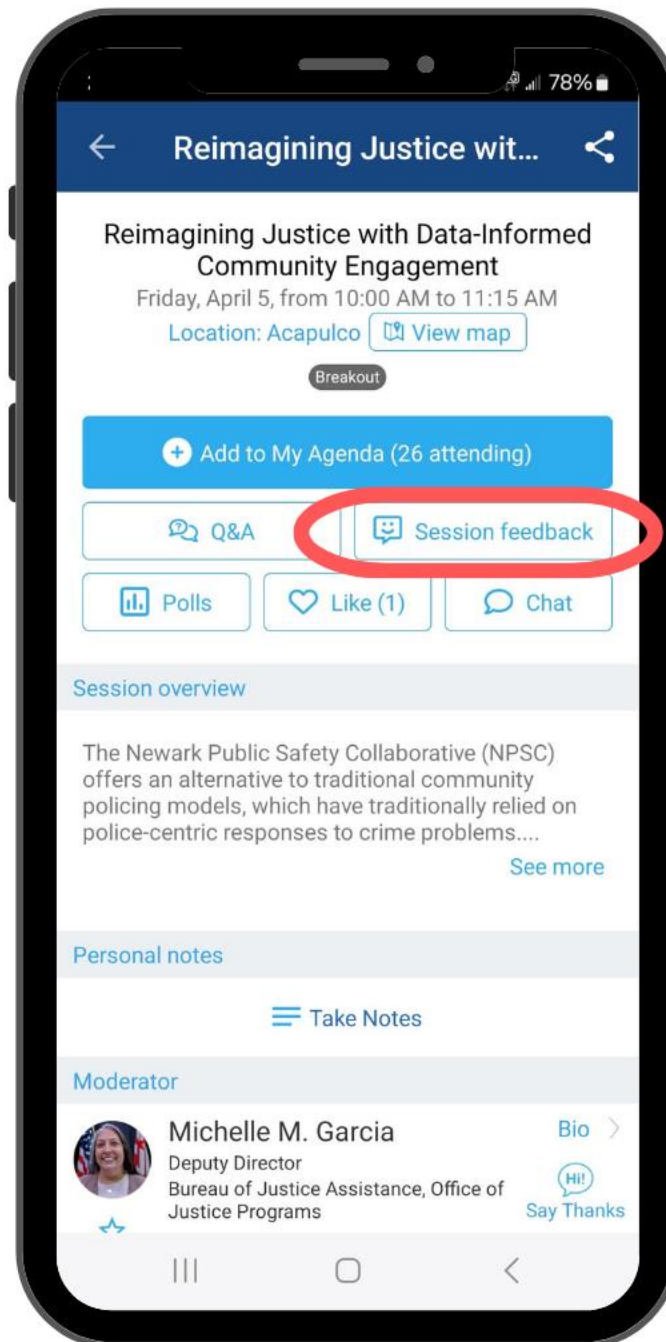 78%
Reimagining Justice wit...
Reimagining Justice with Data-Informed
Community Engagement
Friday, April 5, from 10:00 AM to 11:15 AM
Location: Acapulco View map
Breakout
Add to My Agenda (26 attending)
Q&A Session feedback
Polls Like (1) Chat
Session overview
The Newark Public Safety Collaborative (NPSC)
offers an alternative to traditional community
policing models, which have traditionally relied on
police-centric responses to crime problems....
See more
Personal notes
Take Notes
Moderator
Michelle M. Garcia Bio
Deputy Director
Bureau of Justice Assistance, Office of
Justice Programs
Hi!
Say Thanks